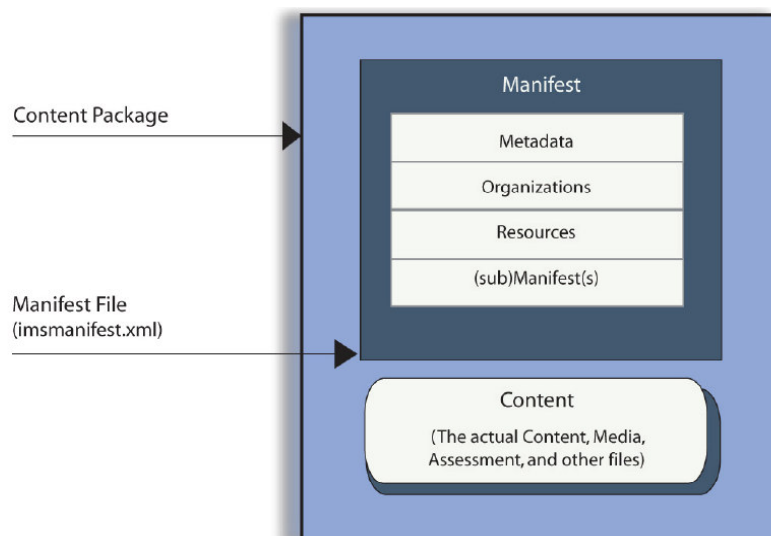 Manifest
Content Package
Metadata
Organizations
Resources
(sub)Manifest(s)
Manifest File
(imsmanifest.xml)
Content
(The actual Content, Media,
Assessment, and other files)